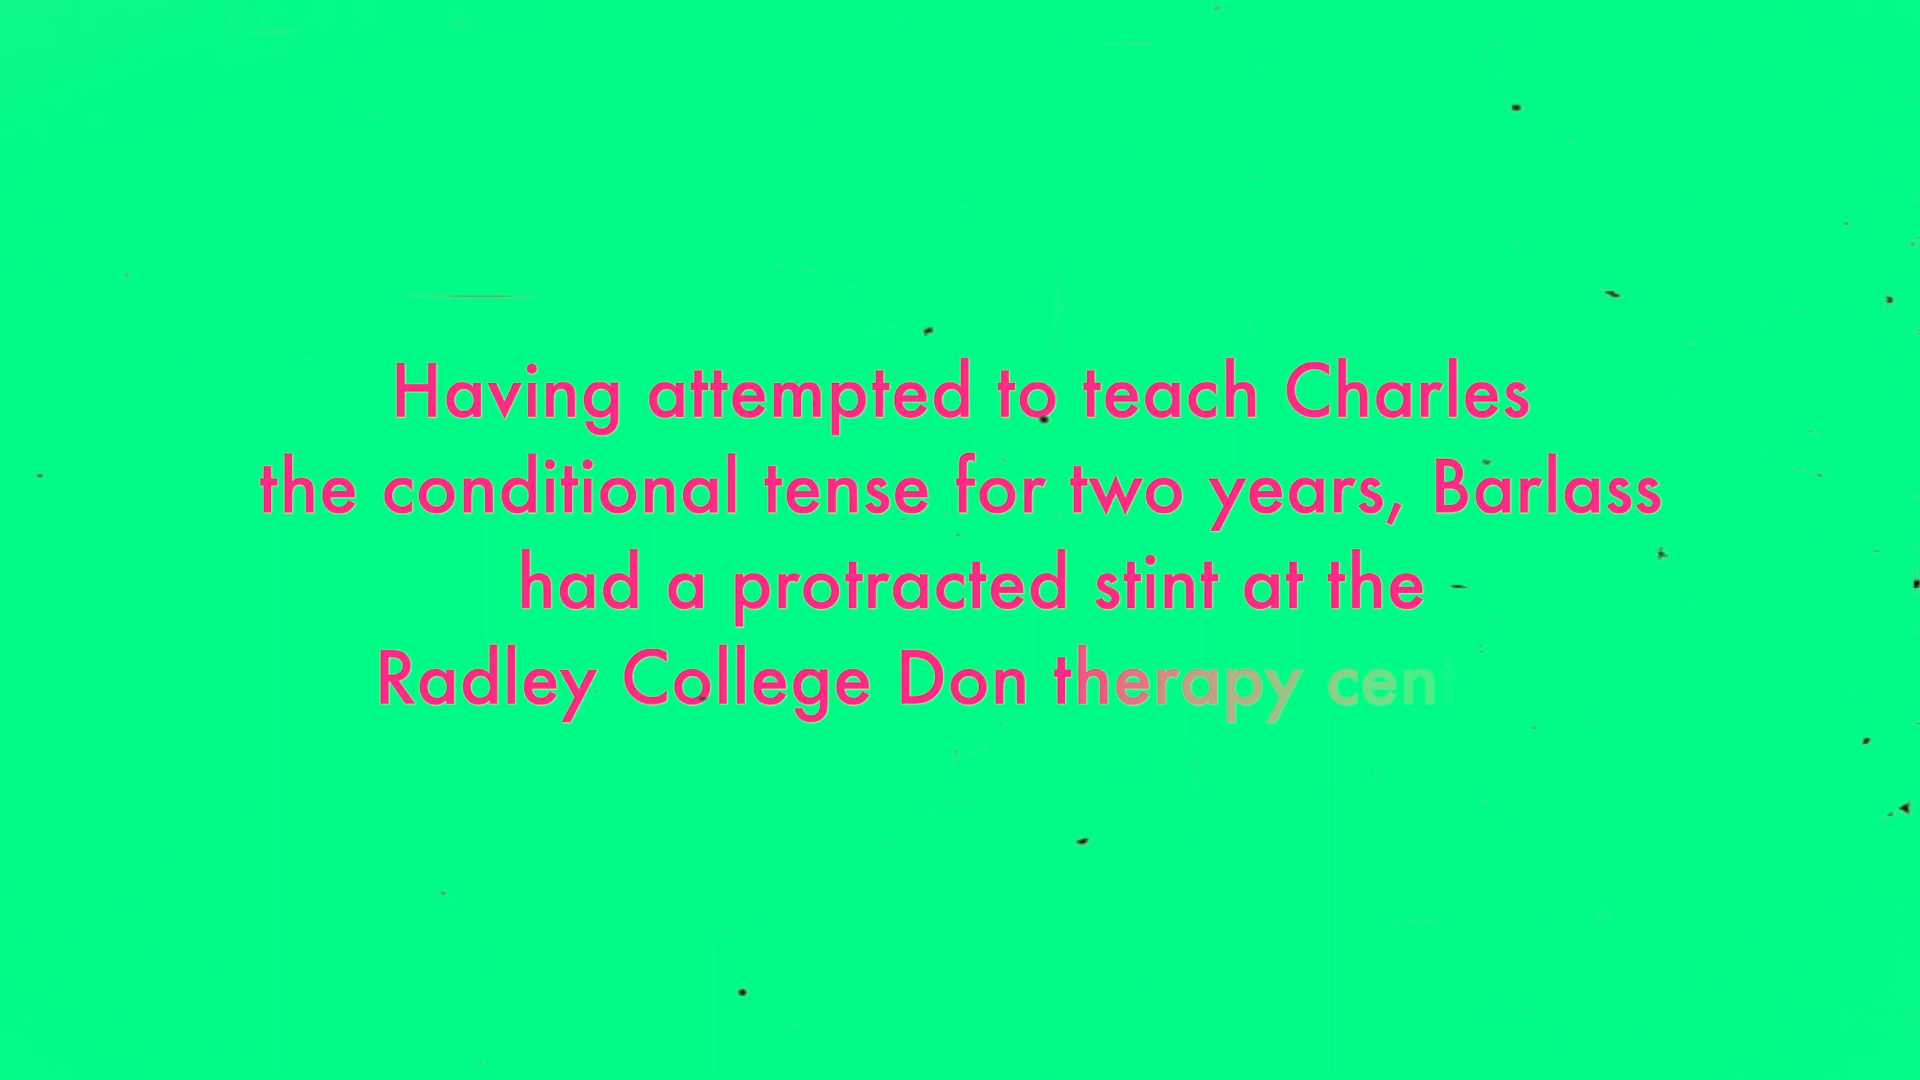 Having attempted to teach Charles
the conditional tense for two years, Barlass
had a protracted stint at the
Radley College Don therapy cent